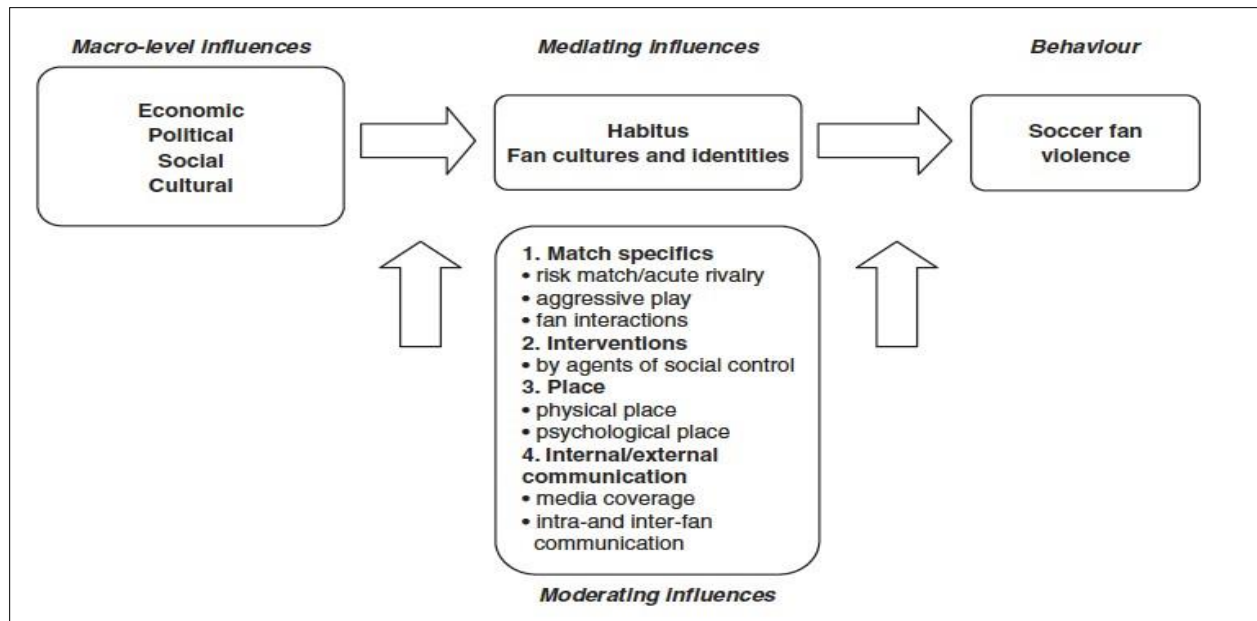 Macro-level influences
Economic
Political
Social
Cultural
Mediating influences
Habitus
Fan cultures and identities
Behaviour
Soccer fan
violence
1. Match specifics
• risk match/acute rivalry
• aggressive play
• fan interactions
2. Interventions
• by agents of social control
3. Place
• physical place
• psychological place
4. Internal/external
communication
• media coverage
• intra-and inter-fan
communication
Moderating influences